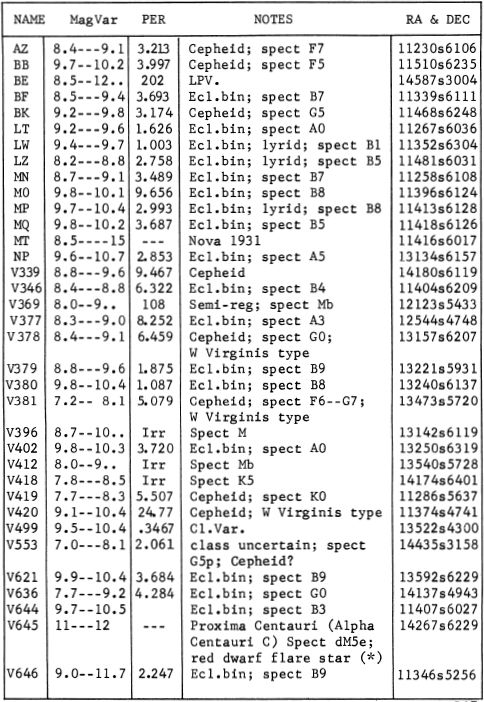 NAME MagVar PER NOTES RA & DEC
AZ 8.4---9.1 3.213 Cepheid; spect F7 11230s6106
BB 9.7--10.2 3.997 Cepheid; spect F5 11510s6235
BE 8.5--12.. 202 LPV. 14587s3004
BF 8.5---9.4 3.693 Ecl.bin; spect B7 11339s6111
BK 9.2---9.8 3.174 Cepheid; spect G5 11468s6248
LT 9.2---9.6 1.626 Ecl.bin; spect A0 11267s6036
LW 9.4---9.7 1.003 Ecl.bin; lyrid; spect B1 11352s6304
LZ 8.2---8.8 2.758 Ecl.bin; lyrid; spect B5 11481s6031
MN 8.7---9.1 3.489 Ecl.bin; spect B7 11258s6108
MO 9.8--10.1 9.656 Ecl.bin; spect B8 11396s6124
MP 9.7--10.4 2.993 Ecl.bin; lyrid; spect B8 11413s6128
MQ 9.8--10.2 3.687 Ecl.bin; spect B5 11418s6126
MT 8.5----15 --- Nova 1931 11416s6017
NP 9.6--10.7 2.853 Ecl.bin; spect A5 13134s6157
V339 8.8---9.6 9.467 Cepheid 14180s6119
V346 8.4---8.8 6.322 Ecl.bin; spect B4 11404s6209
V369 8.0--9.. 108 Semi-reg; spect Mb 12123s5433
V377 8.3---9.0 8.252 Ecl.bin; spect A3 12544s4748
V378 8.4---9.1 6.459 Cepheid; spect G0; 13157s6207
W Virginis type
V379 8.8---9.6 1.875 Ecl.bin; spect B9 13221s5931
V380 9.8--10.4 1.087 Ecl.bin; spect B8 13240s6137
V381 7.2-- 8.1 5.079 Cepheid; spect F6--G7; 13473s5720
W Virginis type
V396 8.7--10.. Irr Spect M 13142s6119
V402 9.8--10.3 3.720 Ecl.bin; spect A0 13250s6319
V412 8.0--9.. Irr Spect Mb 13540s5728
V418 7.8---8.5 Irr Spect K5 14174s6401
V419 7.7---8.3 5.507 Cepheid; spect K0 11286s5637
V420 9.1--10.4 24.77 Cepheid; W Virginis type 11374s4741
V499 9.5--10.4 .3467 Cl.Var. 13522s4300
V553 7.0---8.1 2.061 class uncertain; spect 14435s3158
G5p; Cepheid?
V621 9.9--10.4 3.684 Ecl.bin; spect B9 13592s6229
V636 7.7---9.2 4.284 Ecl.bin; spect G0 14137s4943
V644 9.7--10.5 Ecl.bin; spect B3 11407s6027
V645 11---12 --- Proxima Centauri (Alpha 14267s6229
Centauri C) Spect dM5e;
red dwarf flare star (*)
V646 9.0--11.7 2.247 Ecl.bin; spect B9 11346s5256